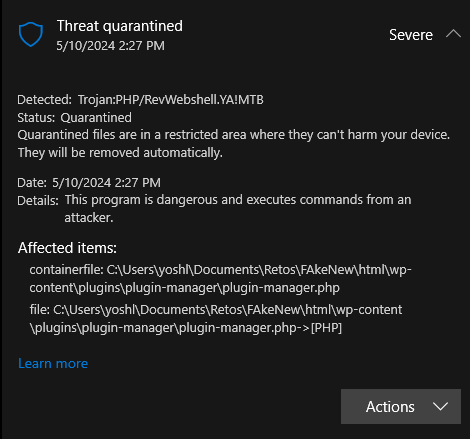 Threat quarantined
5/10/2024 2:27 PM
Severe
Detected: Trojan:PHP/RevWebshell.YA!MTB
Status: Quarantined
Quarantined files are in a restricted area where they can't harm your device.
They will be removed automatically.
Date: 5/10/2024 2:27 PM
Details: This program is dangerous and executes commands from an
attacker.
Affected items:
containerfile: C:\Users\yoshl\Documents\Retos\FAkeNew\html\wp-
content\plugins\plugin-manager\plugin-manager.php
file: C:\Users\yoshl\Documents\Retos\FAkeNew\html\wp-content
\plugins\plugin-manager\plugin-manager.php->[PHP]
Learn more
Actions